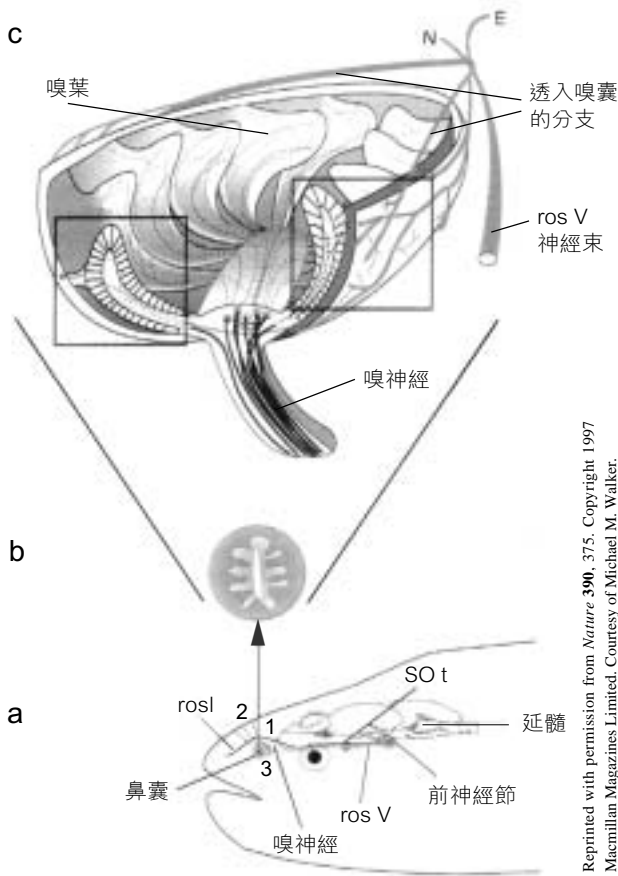 c
N
E
嗅葉
透入嗅囊
的分支
ros V
神經束
嗅神經
b
a
rosl
2
1
3
SO t
延髓
鼻囊
嗅神經
ros V
前神經節
Reprinted with permission from Nature 390, 375. Copyright 1997
Macmillan Magazines Limited. Courtesy of Michael M. Walker.